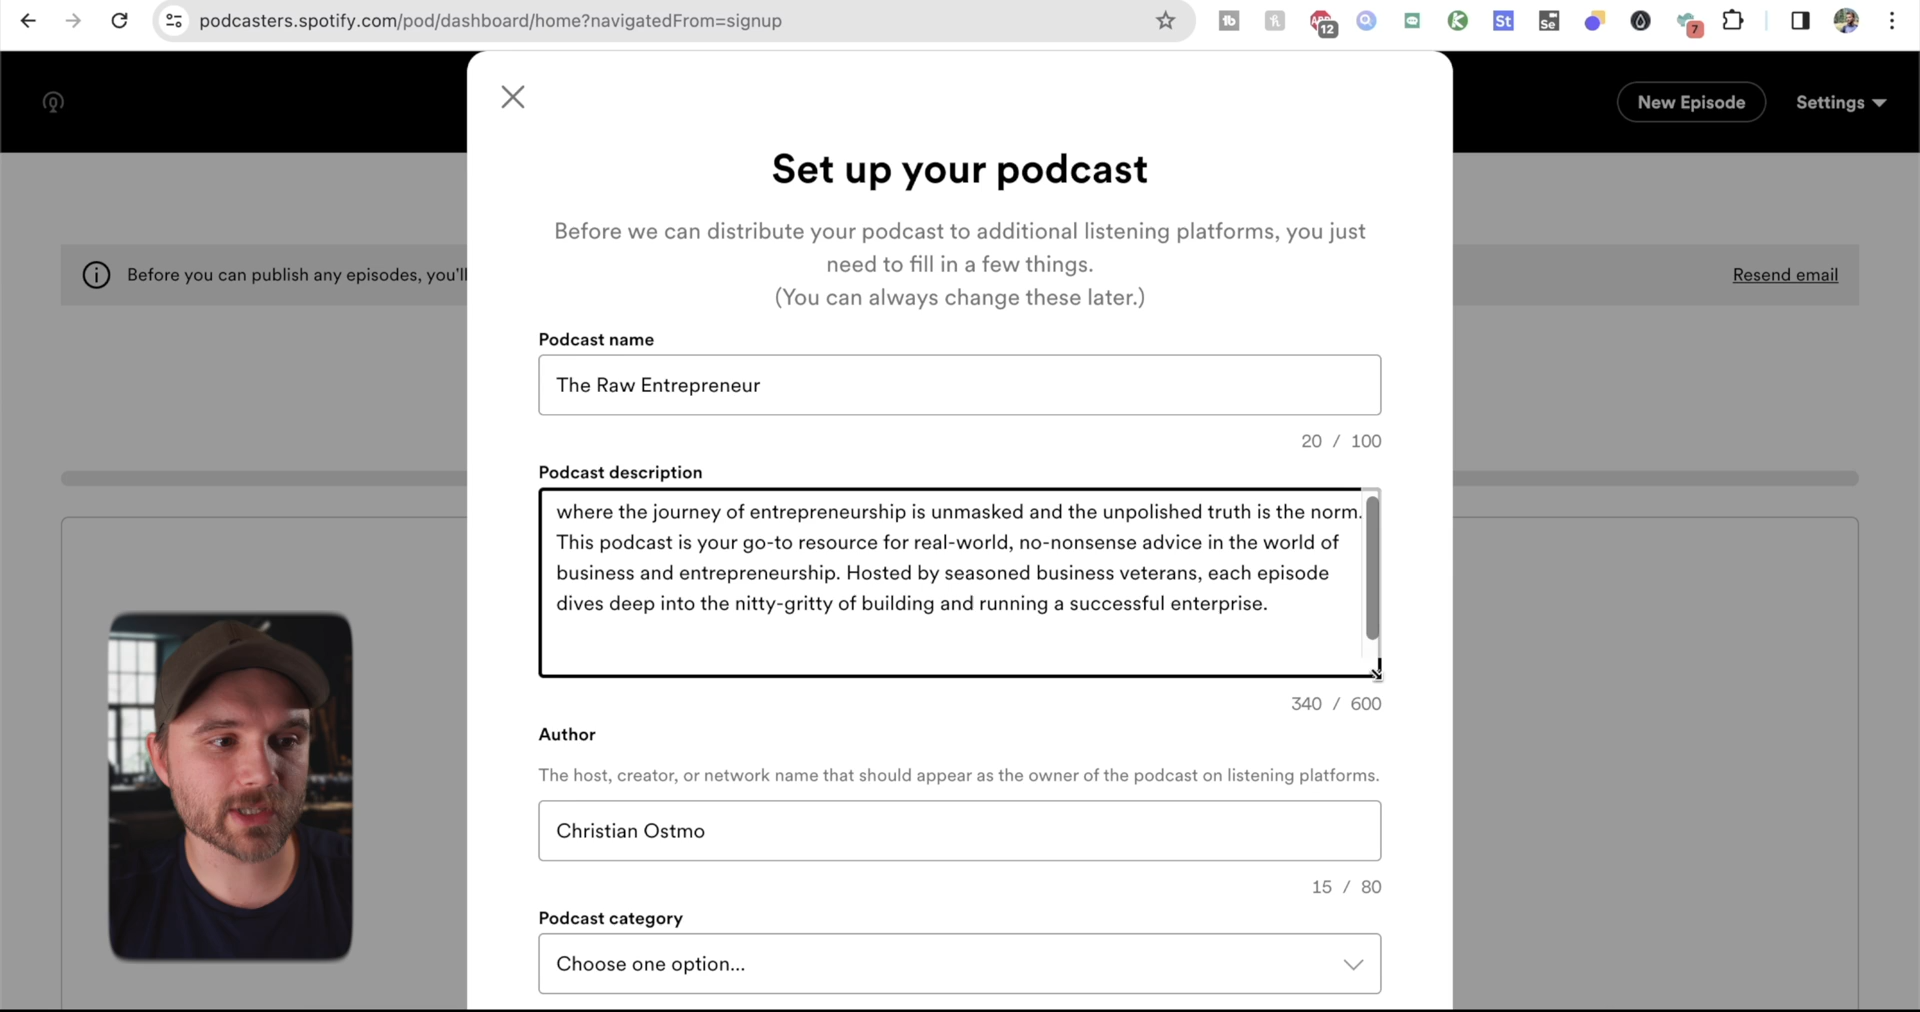 podcasters.spotify.com/pod/dashboard/home?navigatedFrom=signup
tb
ABP
12
St
Se
7
New Episode
Settings
Set up your podcast
Before we can distribute your podcast to additional listening platforms, you just
need to fill in a few things.
(You can always change these later.)
Before you can publish any episodes, you'll
Resend email
Podcast name
The Raw Entrepreneur
20 / 100
Podcast description
where the journey of entrepreneurship is unmasked and the unpolished truth is the norm.
This podcast is your go-to resource for real-world, no-nonsense advice in the world of
business and entrepreneurship. Hosted by seasoned business veterans, each episode
dives deep into the nitty-gritty of building and running a successful enterprise.
340 / 600
Author
The host, creator, or network name that should appear as the owner of the podcast on listening platforms.
Christian Ostmo
15 / 80
Podcast category
Choose one option...